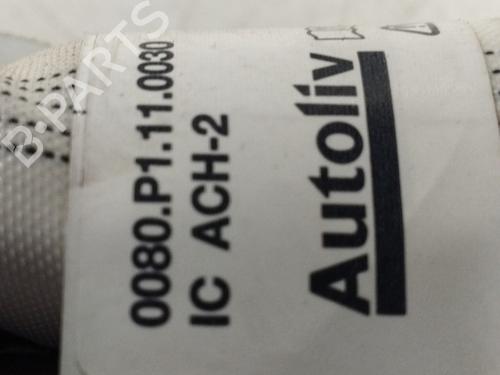 0080.P1.11.0030
IC ACH-2
Autoliv
B-PARTS